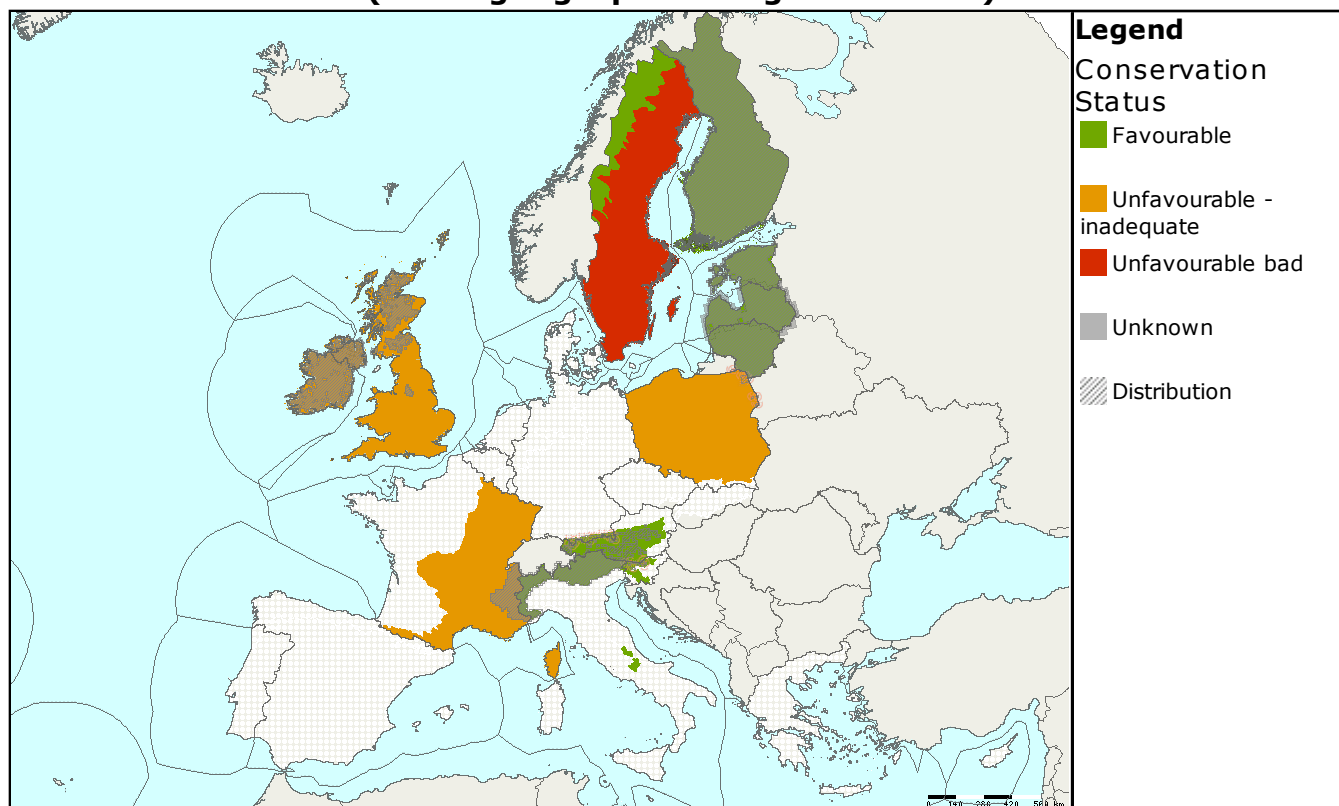 Legend
Conservation
Status
Favourable
Unfavourable -
inadequate
Unfavourable bad
Unknown
Distribution